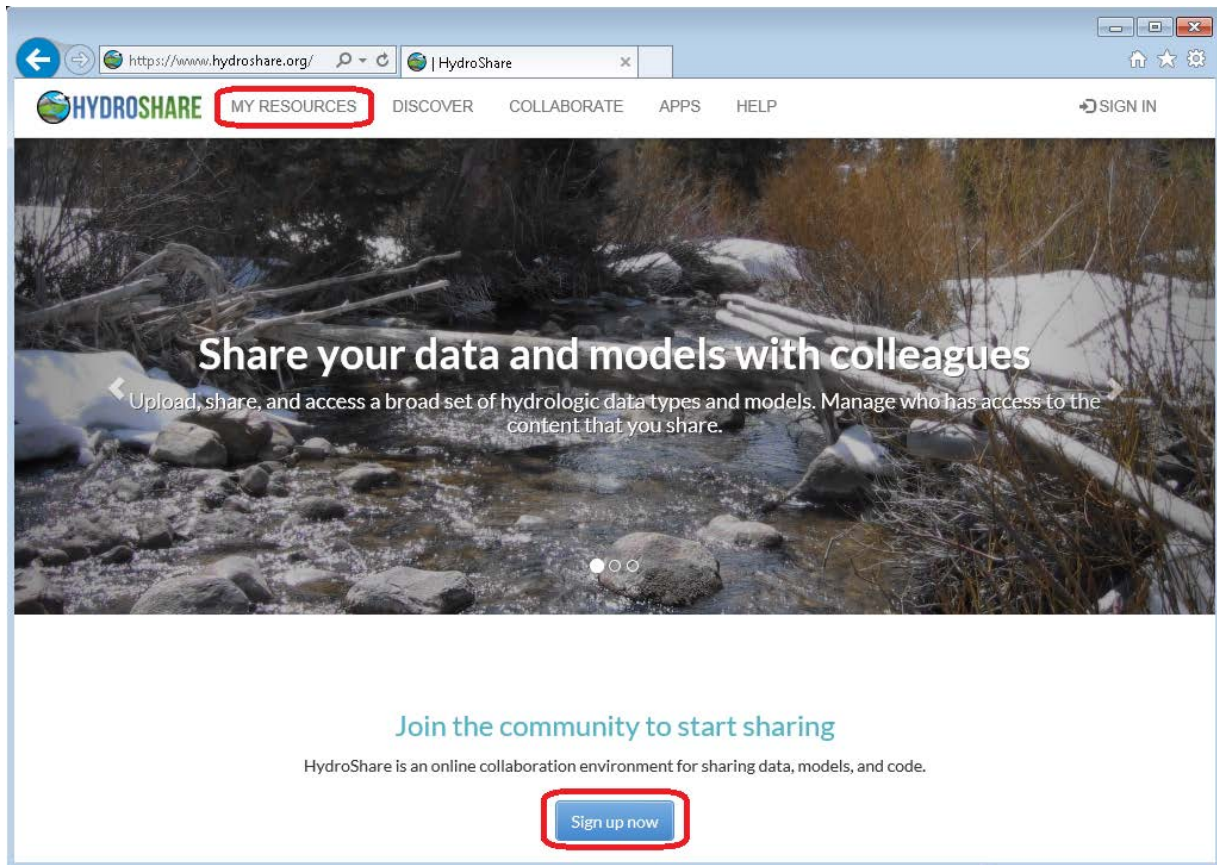 https://www.hydroshare.org/
| HydroShare
HYDROSHARE MY RESOURCES DISCOVER COLLABORATE APPS HELP SIGN IN
Share your data and models with colleagues
Upload, share, and access a broad set of hydrologic data types and models. Manage who has access to the
content that you share.
Join the community to start sharing
HydroShare is an online collaboration environment for sharing data, models, and code.
Sign up now